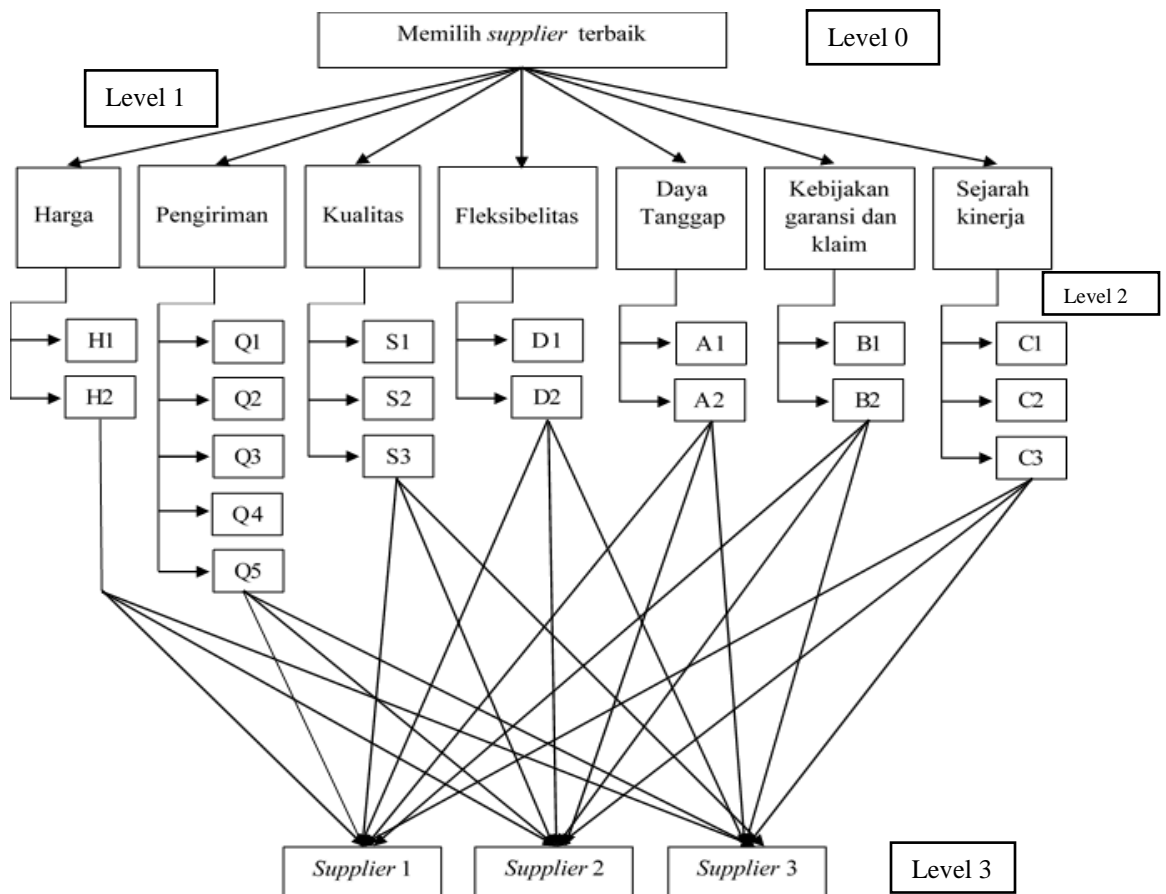 Memilih supplier terbaik
Level 0
Level 1
Harga
Pengiriman
Kualitas
Fleksibelitas
Daya
Tanggap
Kebijakan
garansi dan
klaim
Sejarah
kinerja
Level 2
H1
H2
Q1
Q2
Q3
Q4
Q5
S1
S2
S3
D1
D2
A1
A2
B1
B2
C1
C2
C3
Supplier 1
Supplier 2
Supplier 3
Level 3